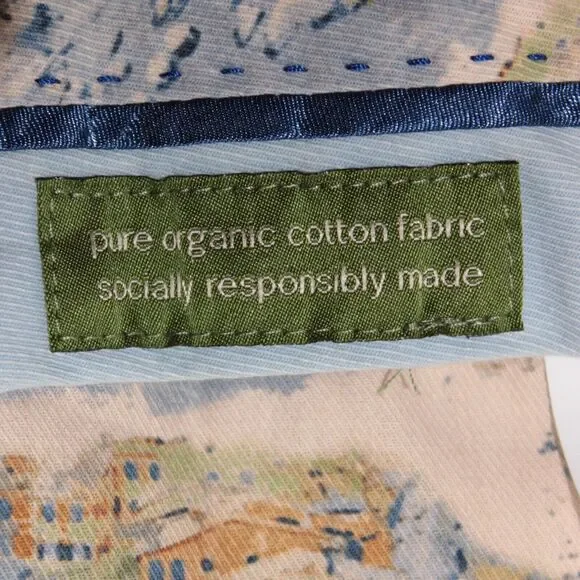 pure organic cotton fabric
socially responsibly made